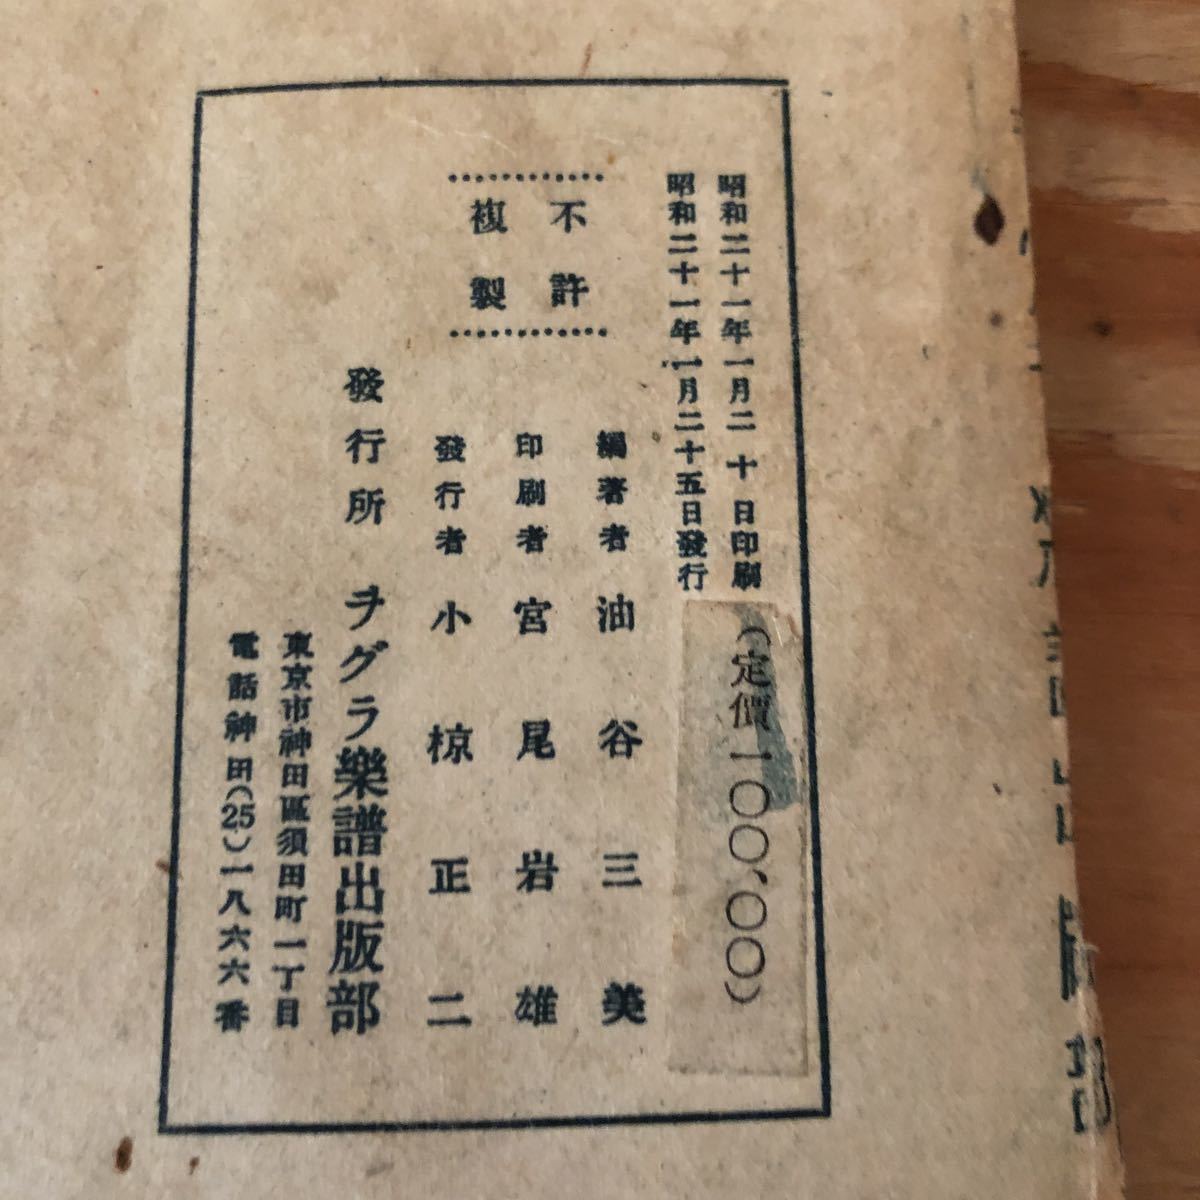 昭和二十一年一月二十日印刷
昭和二十一年一月二十五日發行
(定價一〇〇、〇〇)
不許
複製
編著者 油谷三美
印刷者 宮尾岩雄
發行者 小椋正二
發行所 ヲグラ樂譜出版部
東京市神田區須田町一丁目
電話神田(25)一八六六番